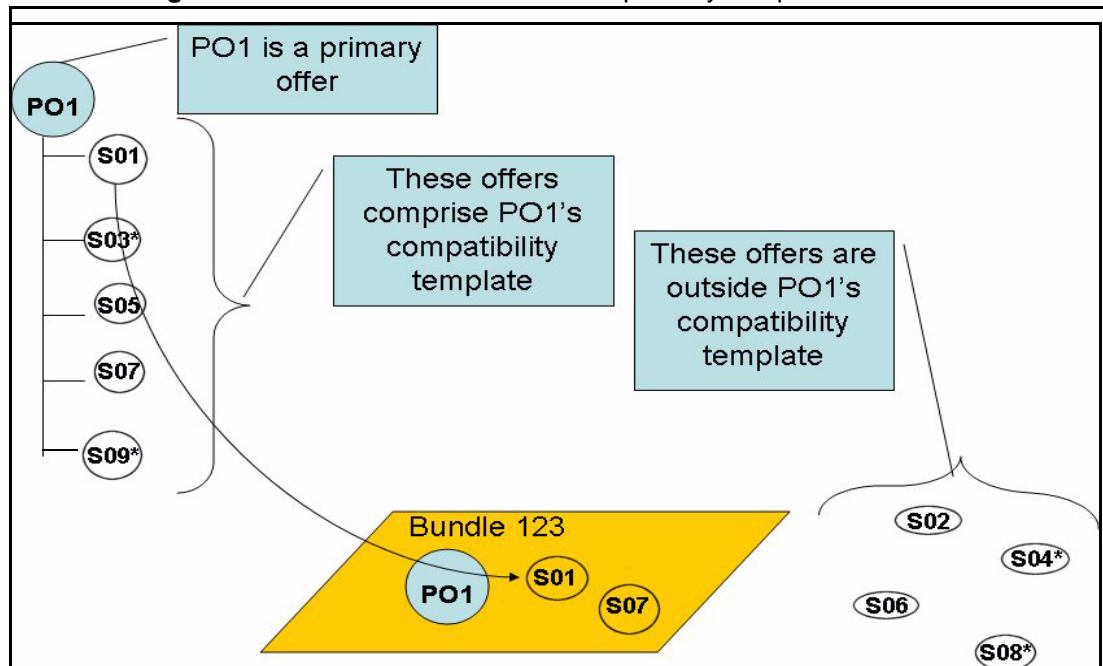 PO1 is a primary
offer
PO1
S01
S03*
S05
S07
S09*
These offers
comprise PO1's
compatibility
template
These offers are
outside PO1's
compatibility
template
Bundle 123
PO1
S01
S07
S02
S04*
S06
S08*